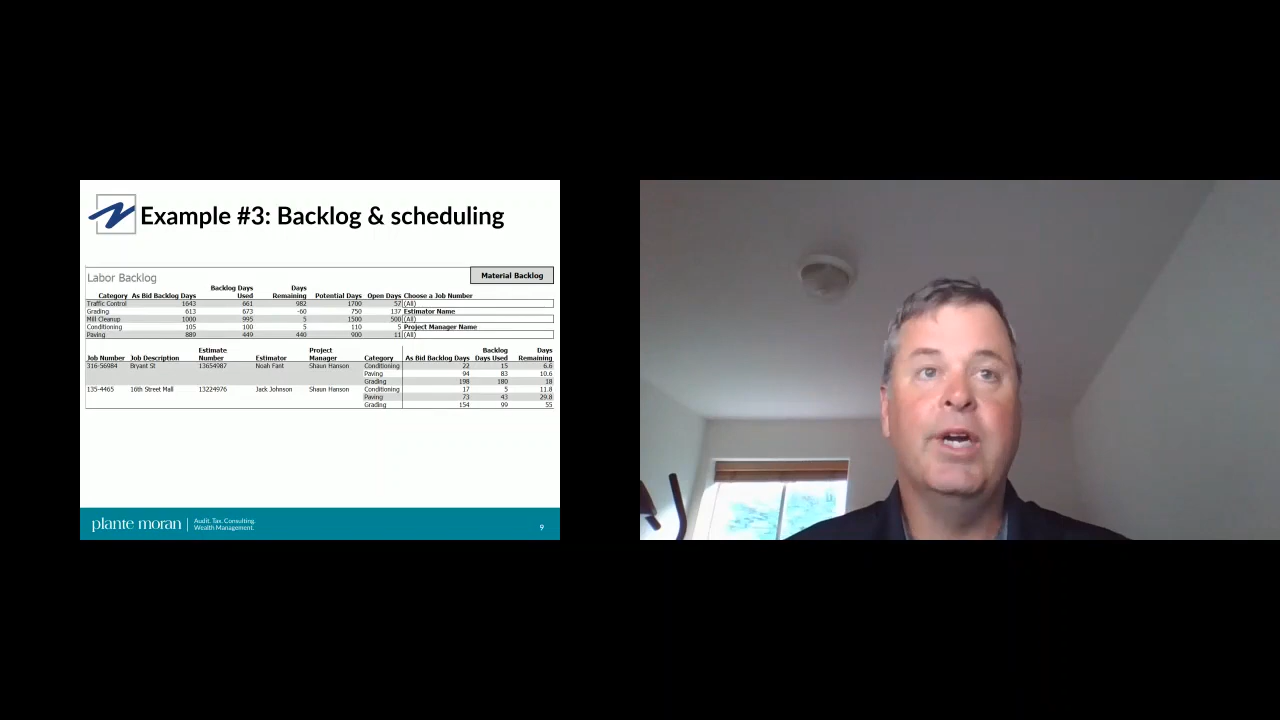 Example #3: Backlog & scheduling
Labor Backlog
Material Backlog
Category As Bid Backlog Days Backlog Days Used Days Remaining Potential Days Open Days Choose a Job Number
Traffic Control 1643 661 982 1700 57 (All)
Grading 613 673 -60 750 137 Estimator Name
Mill Cleanup 1000 995 5 1500 500 (All)
Conditioning 105 100 5 110 5 Project Manager Name
Paving 889 449 440 900 11 (All)
Job Number Job Description Estimate Number Estimator Project Manager Category As Bid Backlog Days Backlog Days Used Days Remaining
316-56984 Bryant St 13654987 Noah Fant Shaun Hanson Conditioning 22 15 6.6
Paving 94 83 10.6
Grading 198 180 18
135-4465 16th Street Mall 13224976 Jack Johnson Shaun Hanson Conditioning 17 5 11.8
Paving 73 43 29.8
Grading 154 99 55
plante moran
Audit. Tax. Consulting.
Wealth Management.
9